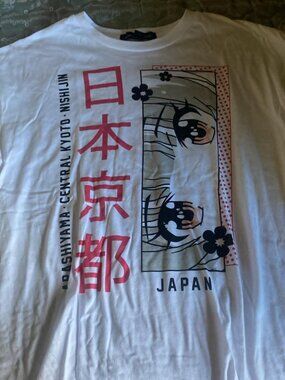 ARASHIYAMA · CENTRAL KYOTO · NISHIJIN
日本京都
JAPAN